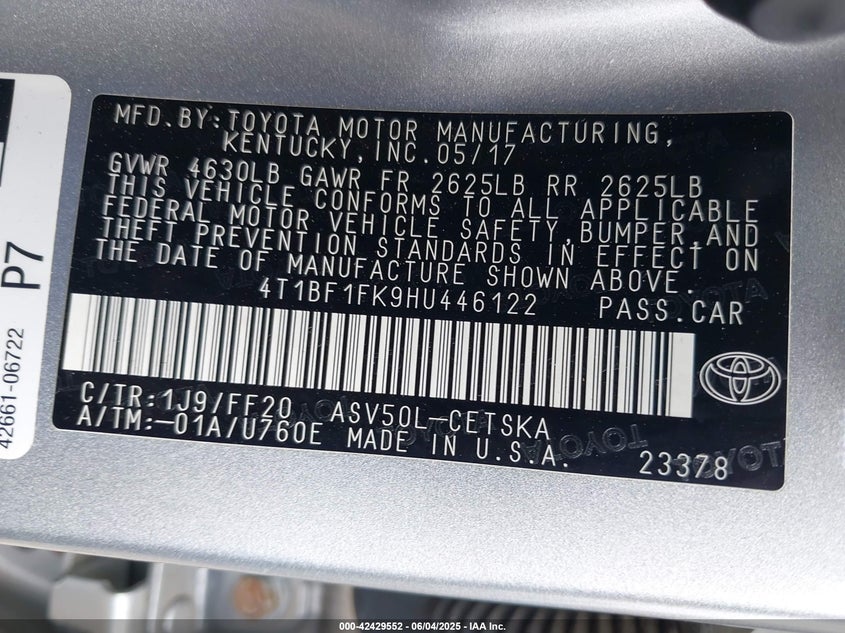 MFD.BY:TOYOTA MOTOR MANUFACTURING,
KENTUCKY,INC.05/17
GVWR 4630LB GAWR FR 2625LB RR 2625LB
THIS VEHICLE CONFORMS TO ALL APPLICABLE
FEDERAL MOTOR VEHICLE SAFETY,BUMPER,AND
THEFT PREVENTION STANDARDS IN EFFECT ON
THE DATE OF MANUFACTURE SHOWN ABOVE.
4T1BF1FK9HU446122 PASS.CAR
C/TR:1J9/FF20 ASV50L-CETSKA
A/TM:-01A/U760E MADE IN U.S.A. 23378
P7
42661-06722
000-42429552 - 06/04/2025 - IAA Inc.